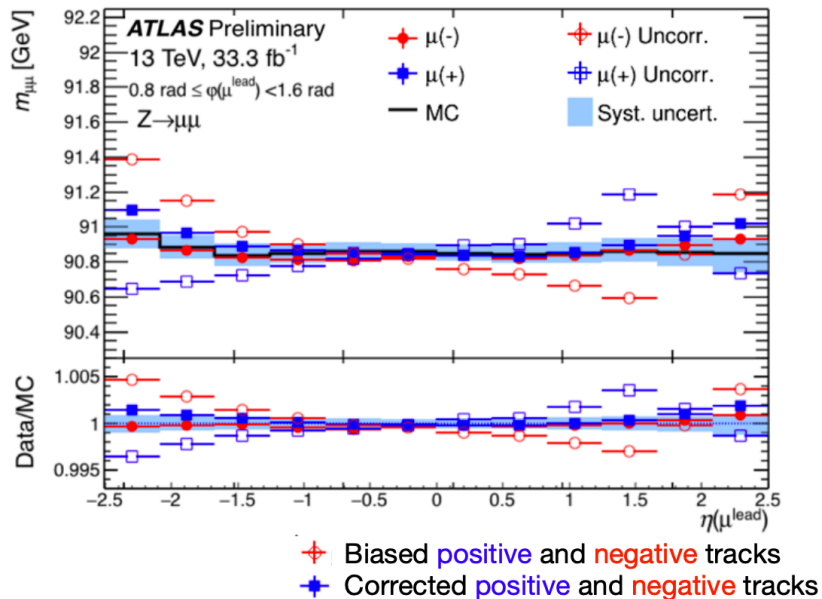 ATLAS Preliminary
13 TeV, 33.3 fb⁻¹
0.8 rad ≤ φ(μ^lead) <1.6 rad
Z→μμ
μ(-)
μ(+)
MC
μ(-) Uncorr.
μ(+) Uncorr.
Syst. uncert.
m_μμ [GeV]
92.2
92
91.8
91.6
91.4
91.2
91
90.8
90.6
90.4
Data/MC
1.005
1
0.995
−2.5 −2 −1.5 −1 −0.5 0 0.5 1 1.5 2 2.5
η(μ^lead)
Biased positive and negative tracks
Corrected positive and negative tracks